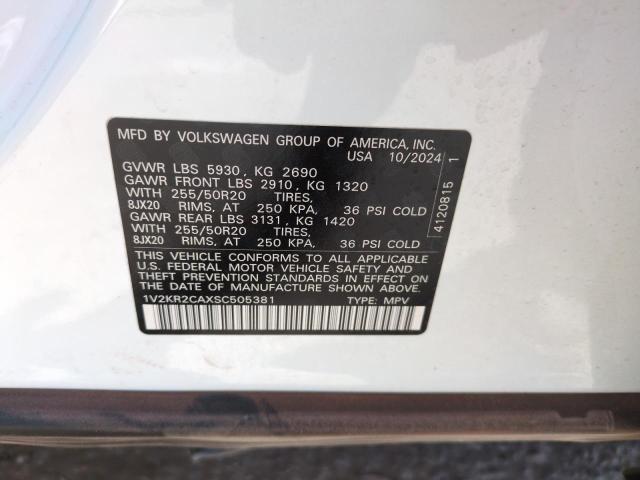 MFD BY VOLKSWAGEN GROUP OF AMERICA, INC.
USA 10/2024
GVWR LBS 5930 , KG 2690
GAWR FRONT LBS 2910 , KG 1320
WITH 255/50R20 TIRES,
8JX20 RIMS, AT 250 KPA, 36 PSI COLD
GAWR REAR LBS 3131 , KG 1420
WITH 255/50R20 TIRES,
8JX20 RIMS, AT 250 KPA, 36 PSI COLD
THIS VEHICLE CONFORMS TO ALL APPLICABLE
U.S. FEDERAL MOTOR VEHICLE SAFETY AND
THEFT PREVENTION STANDARDS IN EFFECT ON
THE DATE OF MANUFACTURE SHOWN ABOVE.
1V2KR2CAXSC505381 TYPE: MPV
4120815 1